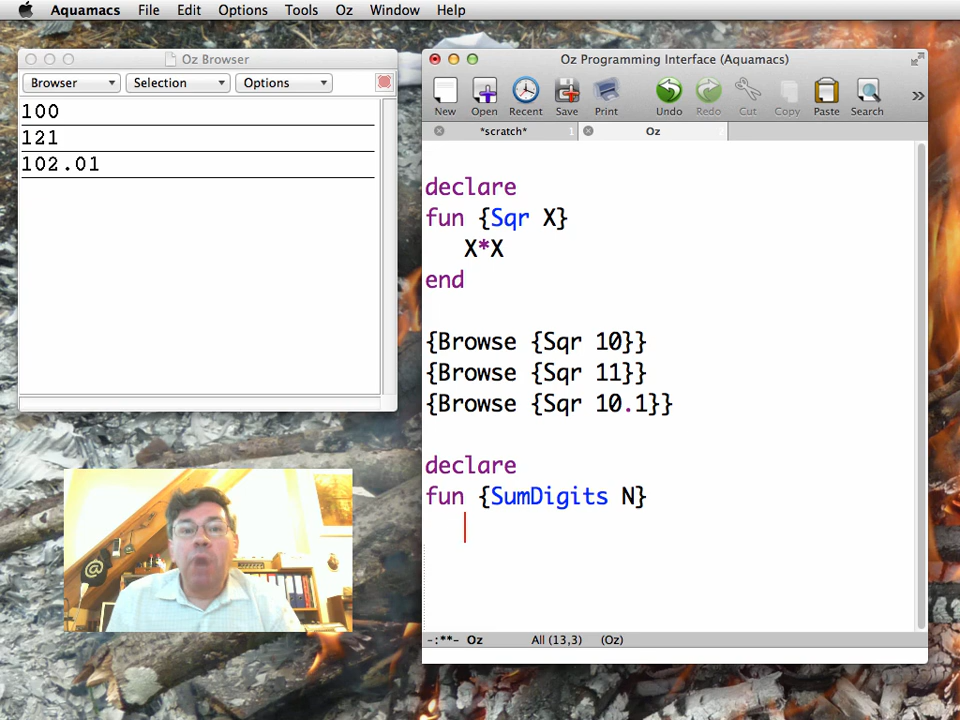 Aquamacs File Edit Options Tools Oz Window Help
Oz Browser
Browser Selection Options
100
121
102.01
Oz Programming Interface (Aquamacs)
New Open Recent Save Print Undo Redo Cut Copy Paste Search »
*scratch* 1 Oz
declare
fun {Sqr X}
X*X
end
{Browse {Sqr 10}}
{Browse {Sqr 11}}
{Browse {Sqr 10.1}}
declare
fun {SumDigits N}
-:**- Oz All (13,3) (Oz)
@